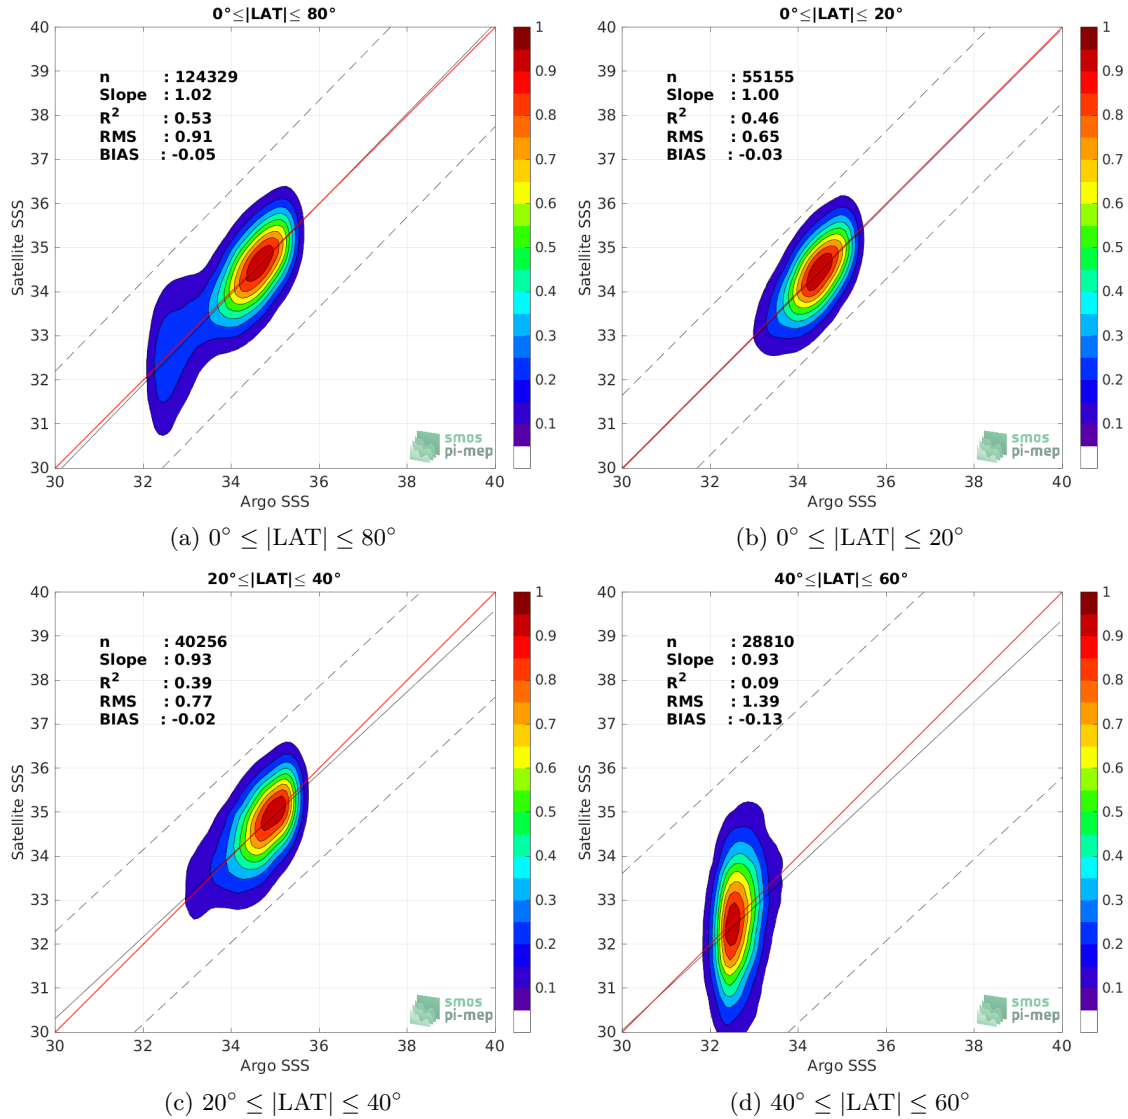 0°≤|LAT|≤ 80°
40
39
38
37
36
35
34
33
32
31
30
Satellite SSS
n : 124329
Slope : 1.02
R² : 0.53
RMS : 0.91
BIAS : -0.05
smos
pi-mep
30 32 34 36 38 40
Argo SSS
1
0.9
0.8
0.7
0.6
0.5
0.4
0.3
0.2
0.1
(a) 0° ≤ |LAT| ≤ 80°
0°≤|LAT|≤ 20°
40
39
38
37
36
35
34
33
32
31
30
Satellite SSS
n : 55155
Slope : 1.00
R² : 0.46
RMS : 0.65
BIAS : -0.03
smos
pi-mep
30 32 34 36 38 40
Argo SSS
1
0.9
0.8
0.7
0.6
0.5
0.4
0.3
0.2
0.1
(b) 0° ≤ |LAT| ≤ 20°
20°≤|LAT|≤ 40°
40
39
38
37
36
35
34
33
32
31
30
Satellite SSS
n : 40256
Slope : 0.93
R² : 0.39
RMS : 0.77
BIAS : -0.02
smos
pi-mep
30 32 34 36 38 40
Argo SSS
1
0.9
0.8
0.7
0.6
0.5
0.4
0.3
0.2
0.1
(c) 20° ≤ |LAT| ≤ 40°
40°≤|LAT|≤ 60°
40
39
38
37
36
35
34
33
32
31
30
Satellite SSS
n : 28810
Slope : 0.93
R² : 0.09
RMS : 1.39
BIAS : -0.13
smos
pi-mep
30 32 34 36 38 40
Argo SSS
1
0.9
0.8
0.7
0.6
0.5
0.4
0.3
0.2
0.1
(d) 40° ≤ |LAT| ≤ 60°